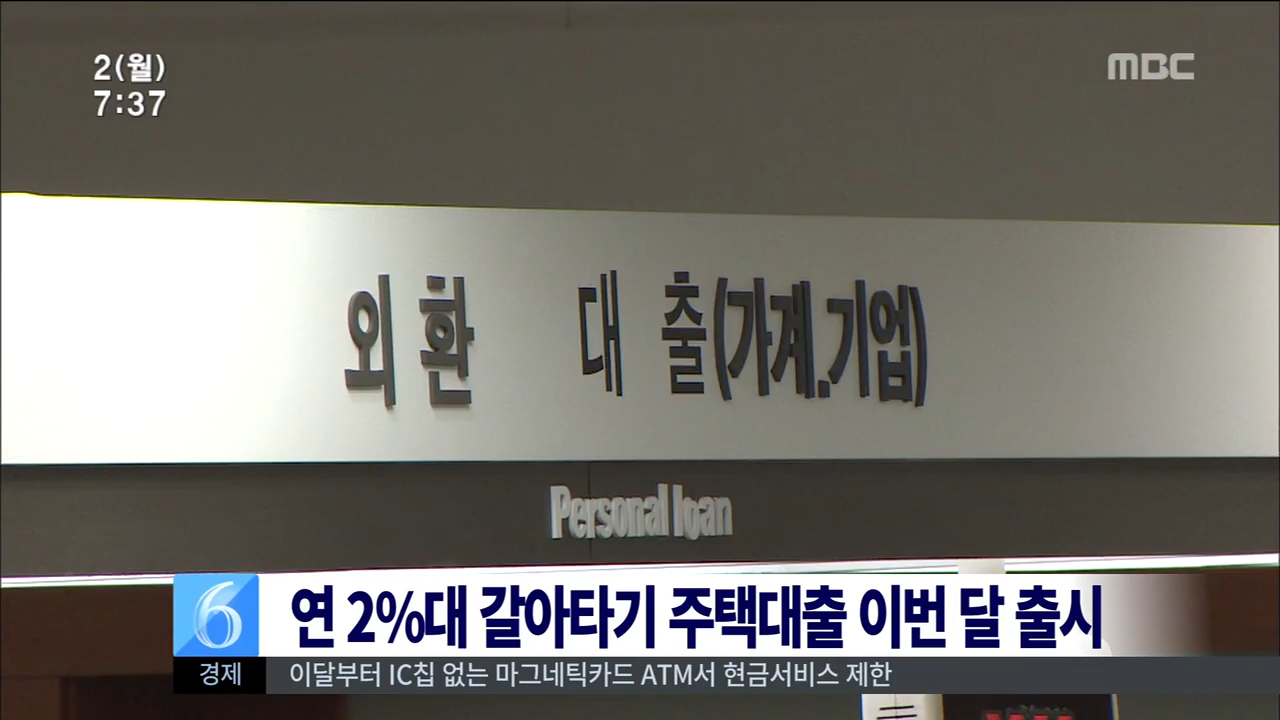 2(월)
7:37
MBC
외환 대출(가계.기업)
Personal loan
6
연 2%대 갈아타기 주택대출 이번 달 출시
경제
이달부터 IC칩 없는 마그네틱카드 ATM서 현금서비스 제한